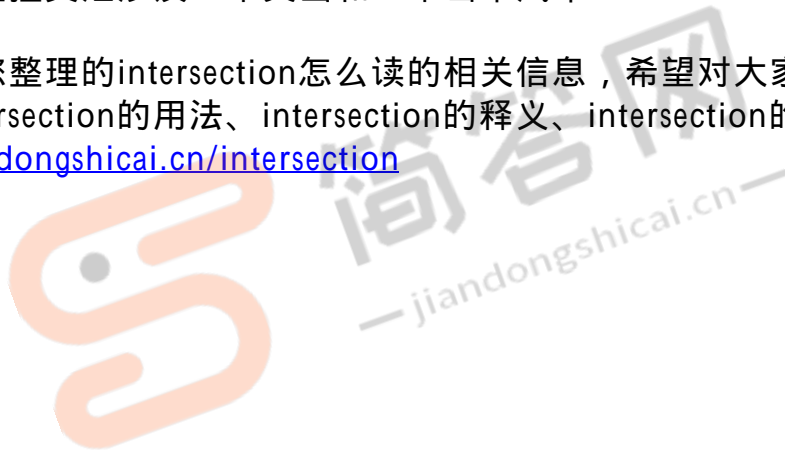 整理的intersection怎么读的相关信息，希望对大家
rsection的用法、intersection的释义、intersection的
dongshicai.cn/intersection
简答网
jiandongshicai.cn